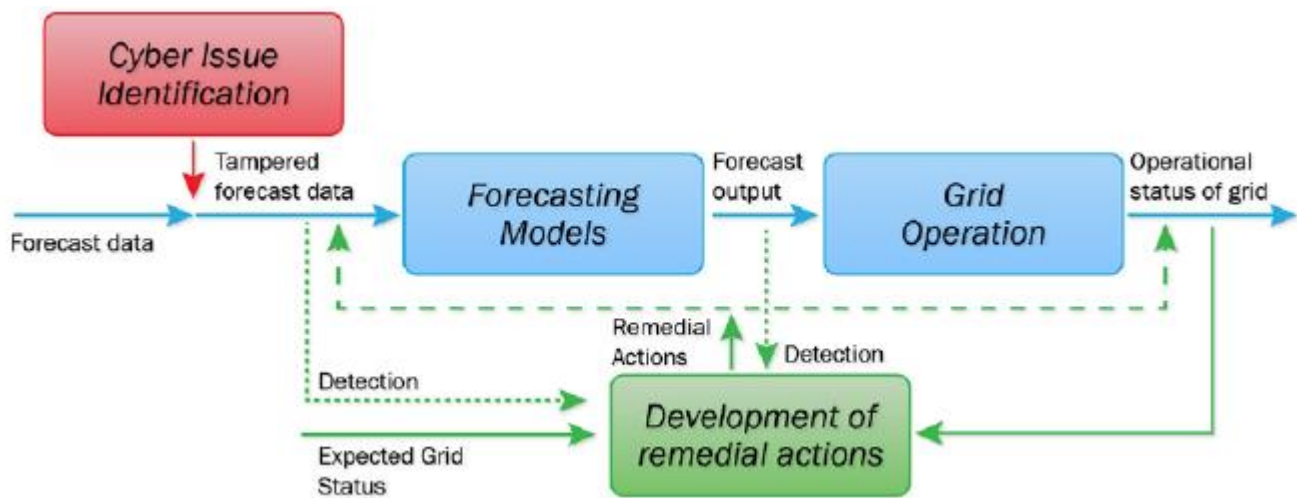 Cyber Issue
Identification
Tampered
forecast data
Forecast data
Forecasting
Models
Forecast
output
Grid
Operation
Operational
status of grid
Remedial
Actions
Detection
Detection
Expected Grid
Status
Development of
remedial actions